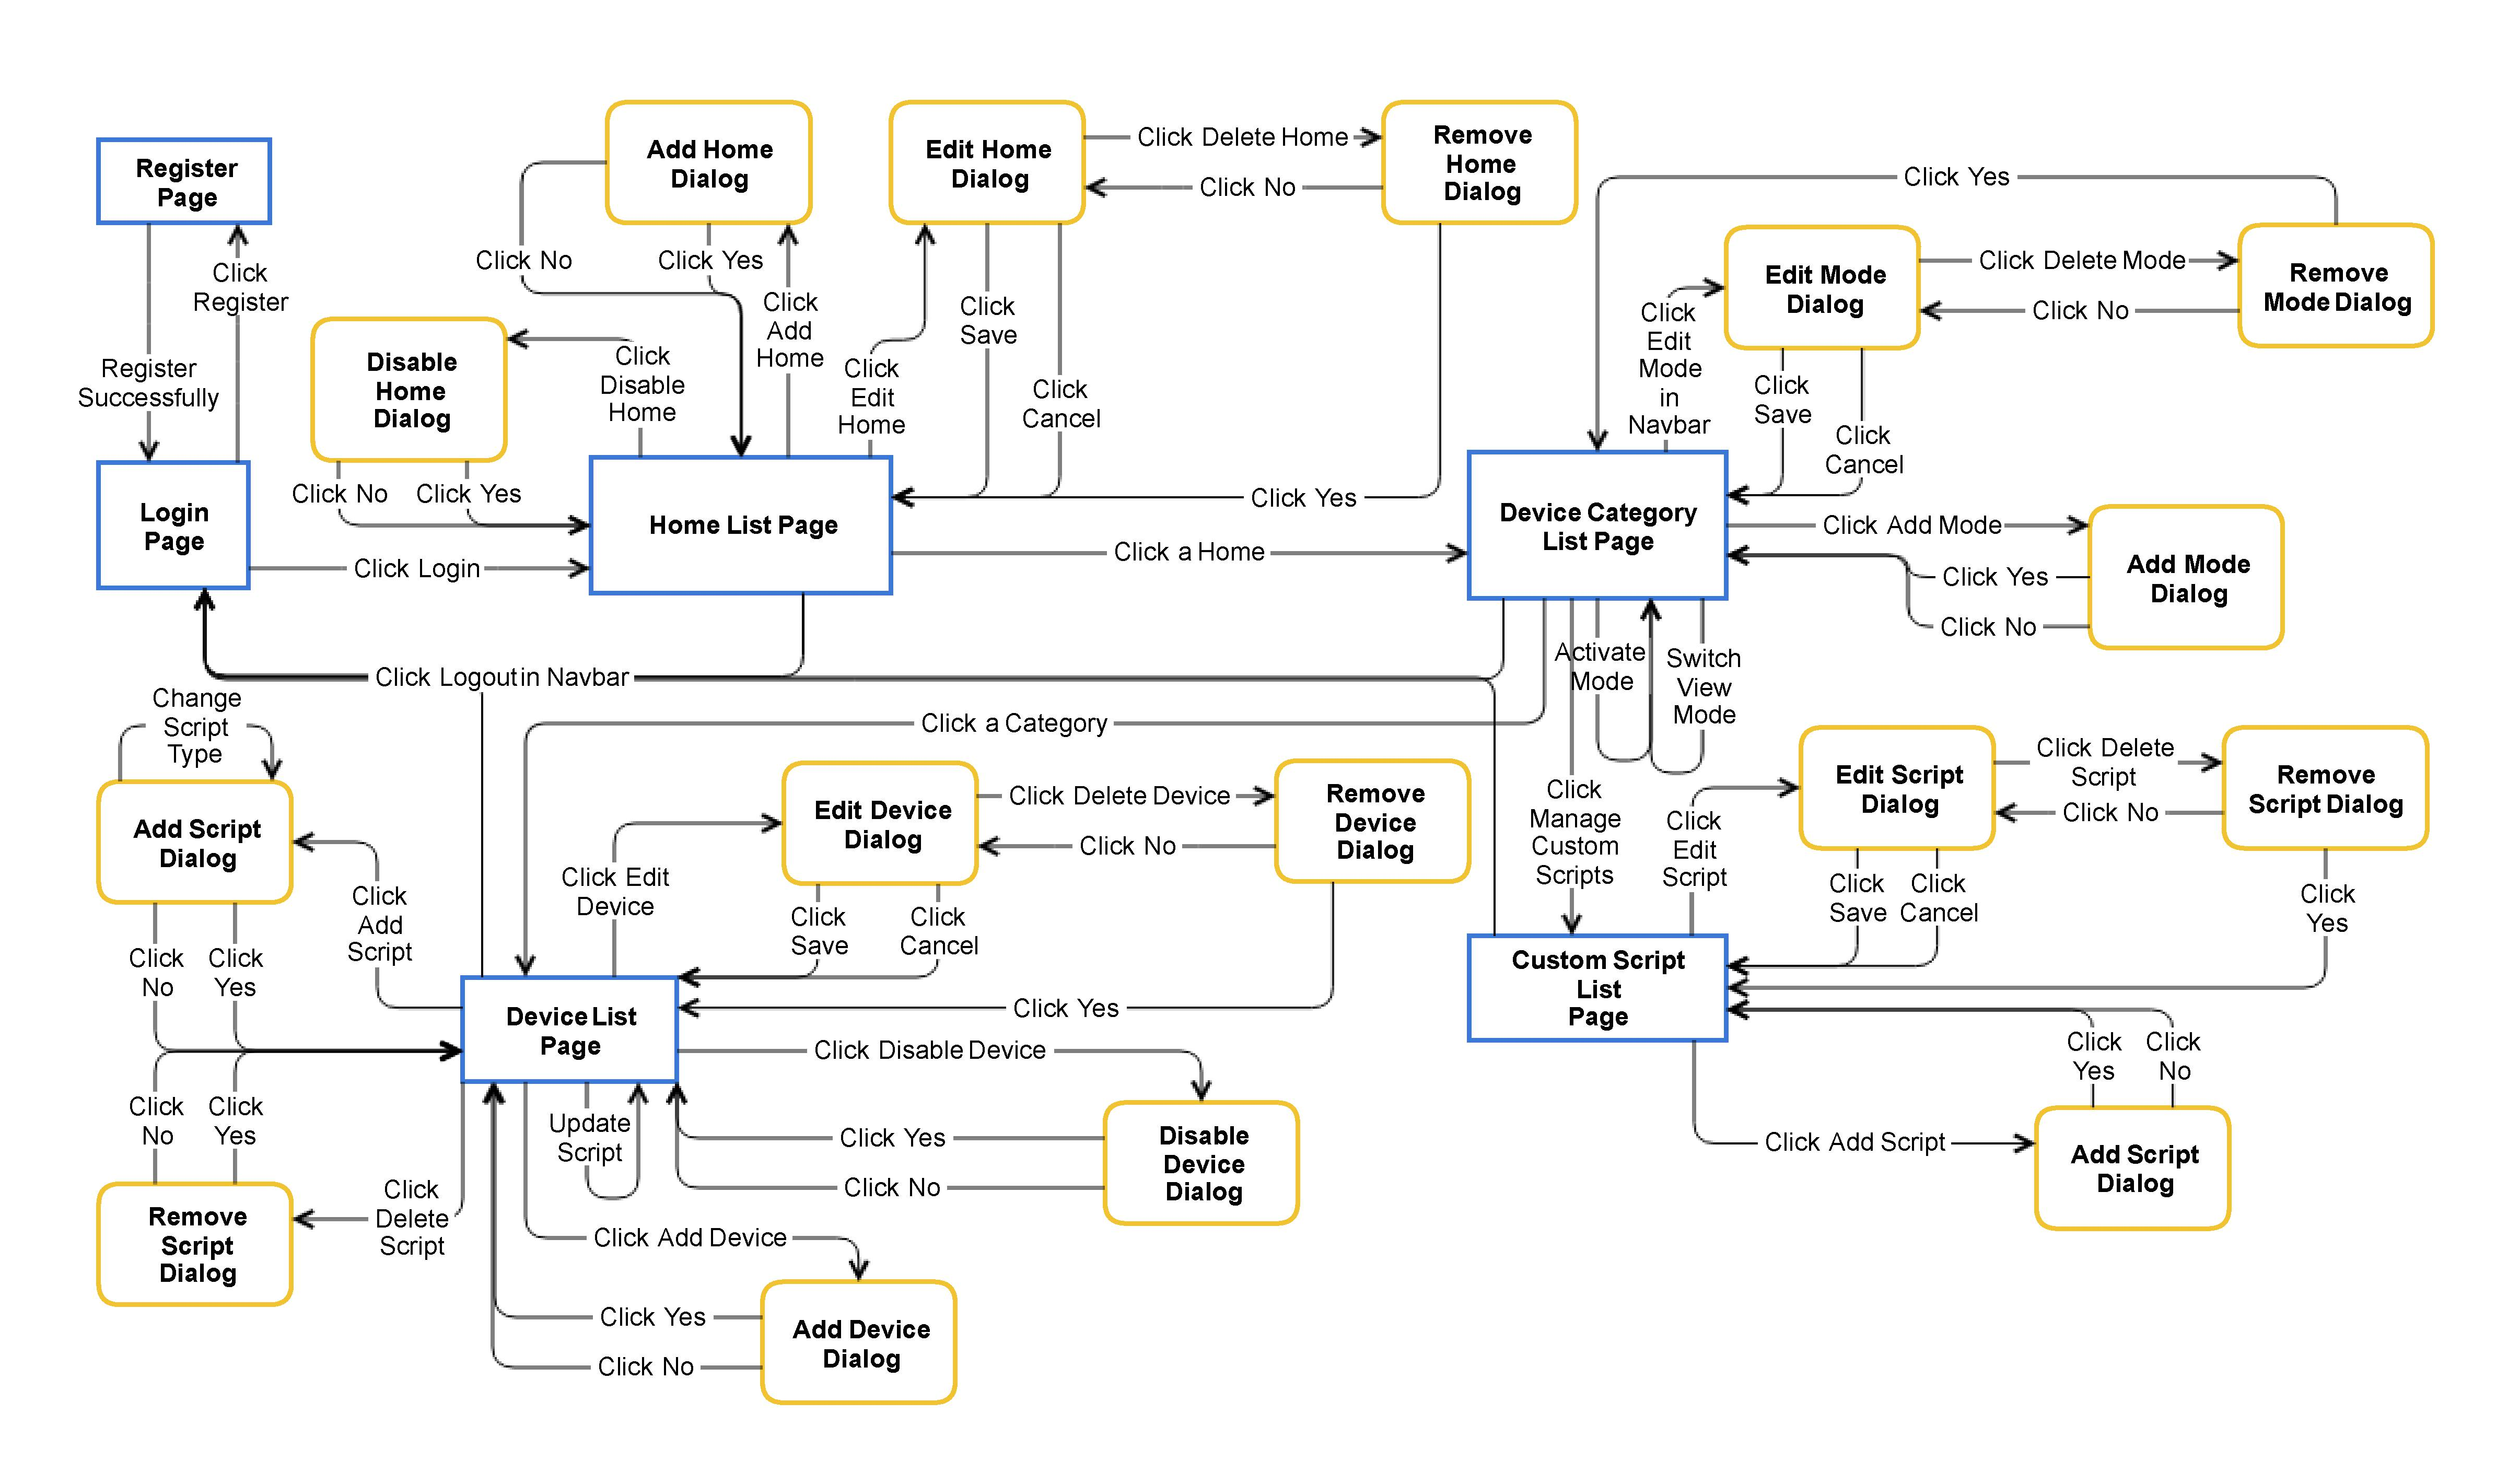 Register
Page
Click
Register
Register
Successfully
Login
Page
Click Login
Disable
Home
Dialog
Click No
Click Yes
Click
Disable
Home
Add Home
Dialog
Click No
Click Yes
Click
Add
Home
Home List Page
Click
Edit
Home
Edit Home
Dialog
Click
Save
Click
Cancel
Click Delete Home
Click No
Remove
Home
Dialog
Click Yes
Click a Home
Click Yes
Edit Mode
Dialog
Click Delete Mode
Click No
Remove
Mode Dialog
Click
Edit
Mode
in
Navbar
Click
Save
Click
Cancel
Device Category
List Page
Click Add Mode
Click Yes
Click No
Add Mode
Dialog
Activate
Mode
Switch
View
Mode
Click Logout in Navbar
Click a Category
Change
Script
Type
Add Script
Dialog
Click
Add
Script
Click
No
Click
Yes
Click
No
Click
Yes
Remove
Script
Dialog
Click
Delete
Script
Device List
Page
Click Edit
Device
Edit Device
Dialog
Click Delete Device
Click No
Remove
Device
Dialog
Click
Save
Click
Cancel
Click Yes
Click Disable Device
Update
Script
Click Yes
Click No
Disable
Device
Dialog
Click Add Device
Click Yes
Click No
Add Device
Dialog
Click
Manage
Custom
Scripts
Click
Edit
Script
Edit Script
Dialog
Click Delete
Script
Click No
Remove
Script Dialog
Click
Save
Click
Cancel
Click
Yes
Custom Script
List
Page
Click
Yes
Click
No
Click Add Script
Add Script
Dialog